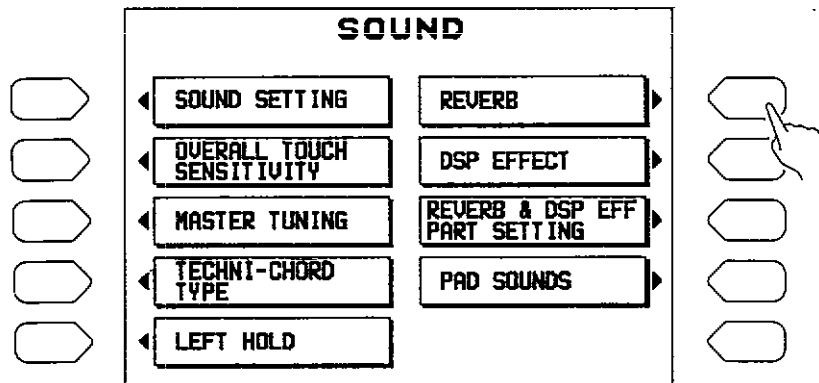 SOUND
SOUND SETTING
OVERALL TOUCH
SENSITIVITY
MASTER TUNING
TECHNI-CHORD
TYPE
LEFT HOLD
REVERB
DSP EFFECT
REVERB & DSP EFF
PART SETTING
PAD SOUNDS